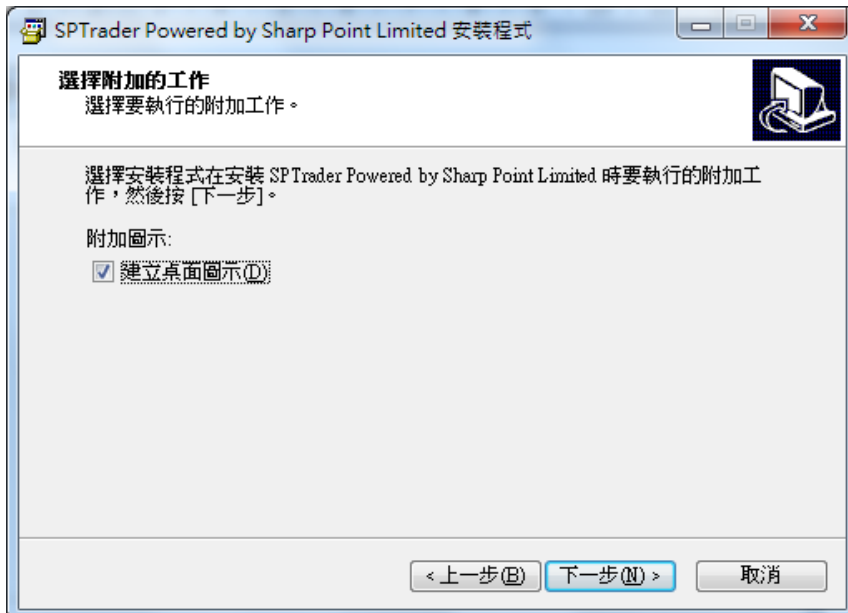 SPTrader Powered by Sharp Point Limited 安裝程式
選擇附加的工作
選擇要執行的附加工作。
選擇安裝程式在安裝 SPTrader Powered by Sharp Point Limited 時要執行的附加工
作，然後按 [下一步]。
附加圖示:
建立桌面圖示(D)
<上一步(B) 下一步(N)> 取消